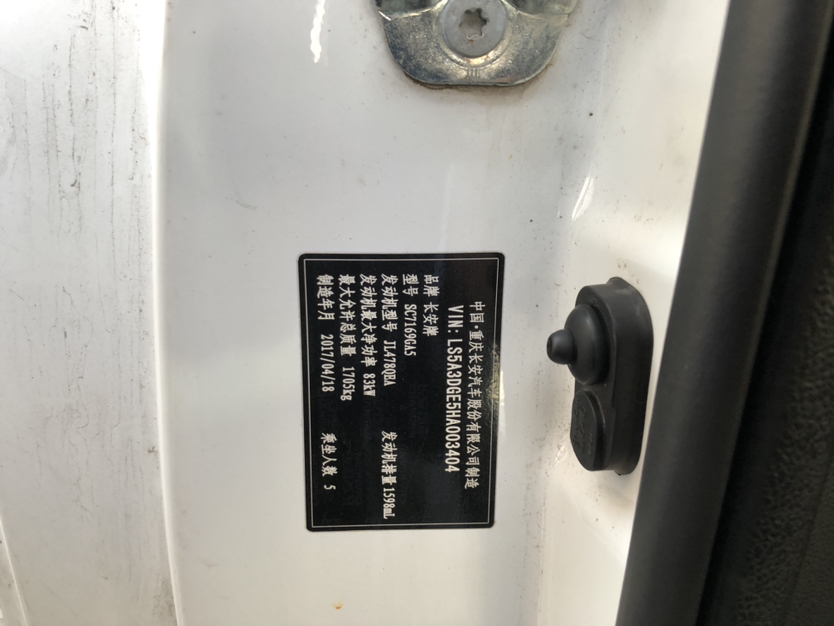 中国·重庆长安汽车股份有限公司制造
VIN: LS5A3DGE5HA003404
品牌 长安牌
型号 SC7169GA5
发动机型号 JL478QEA 发动机排量 1598mL
发动机最大净功率 83kW
最大允许总质量 1705kg
制造年月 2017/04/18 乘坐人数 5